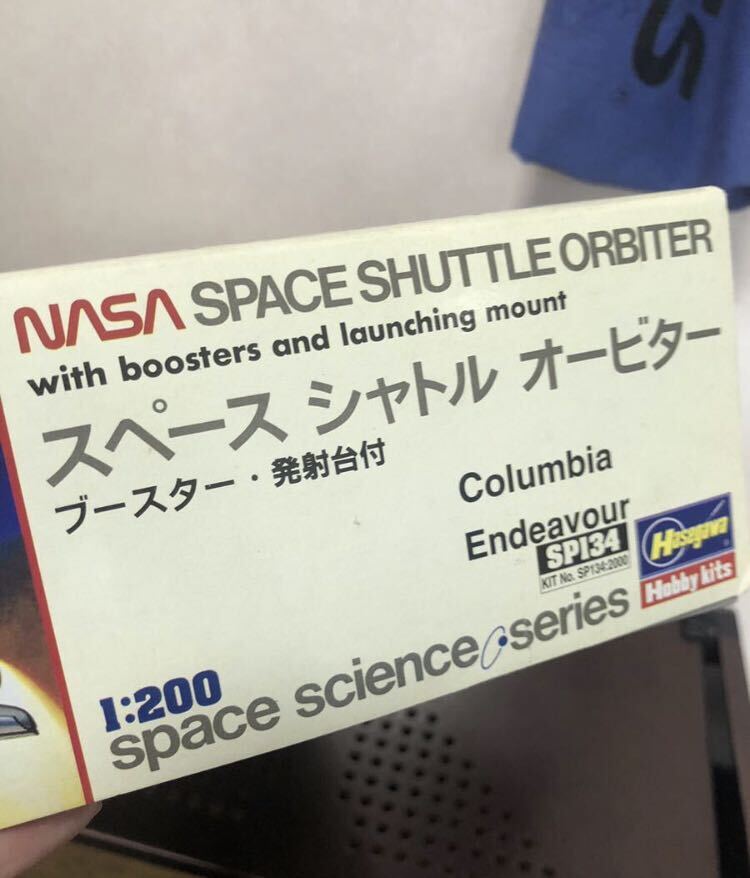 NASA SPACE SHUTTLE ORBITER
with boosters and launching mount
スペース シャトル オービター
ブースター・発射台付
Columbia
Endeavour
SP134
KIT No. SP134:2000
Hasegawa
Hobby kits
1:200
space science series